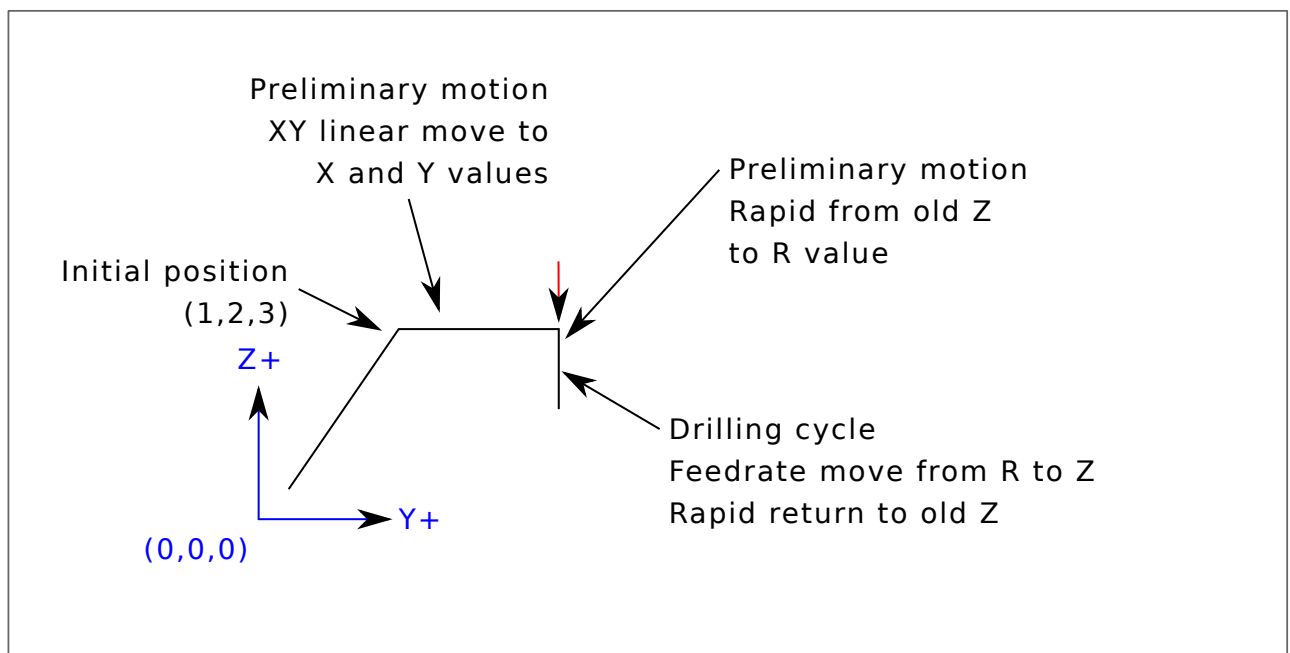 Preliminary motion
XY linear move to
X and Y values
Preliminary motion
Rapid from old Z
to R value
Initial position
(1,2,3)
Z+
Drilling cycle
Feedrate move from R to Z
Rapid return to old Z
Y+
(0,0,0)